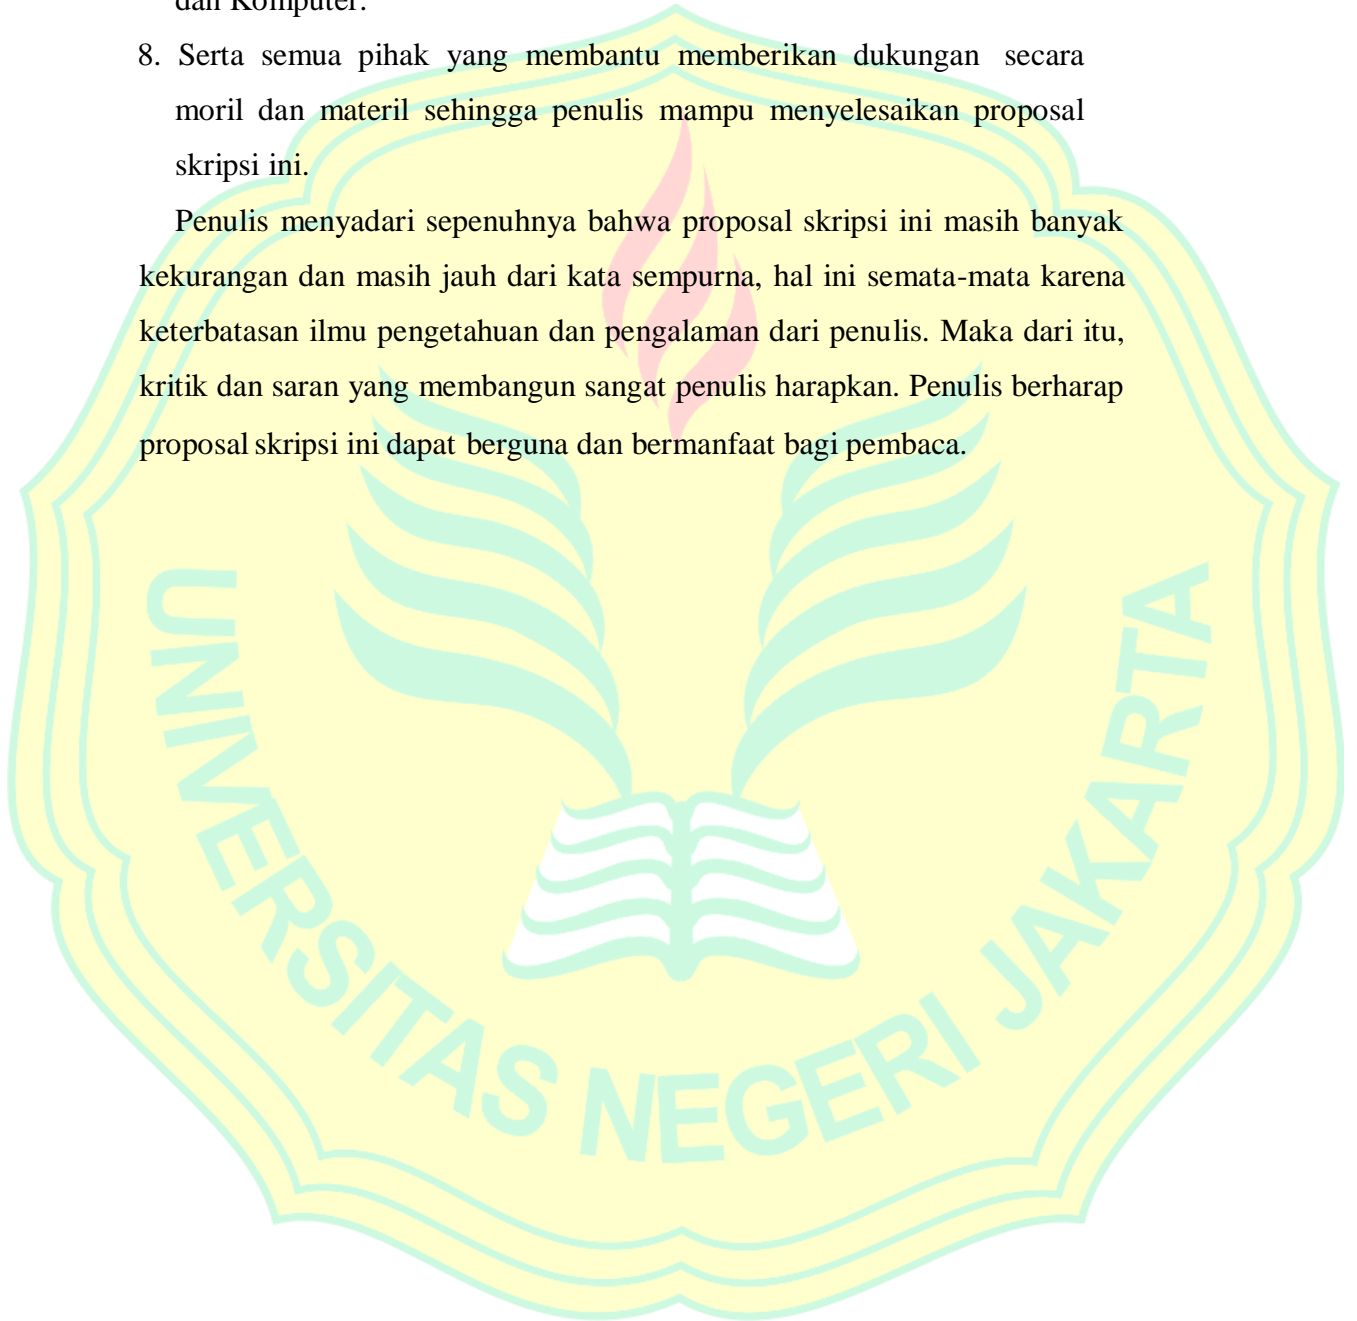 dan Komputer.
8. Serta semua pihak yang membantu memberikan dukungan secara
moril dan materil sehingga penulis mampu menyelesaikan proposal
skripsi ini.
Penulis menyadari sepenuhnya bahwa proposal skripsi ini masih banyak
kekurangan dan masih jauh dari kata sempurna, hal ini semata-mata karena
keterbatasan ilmu pengetahuan dan pengalaman dari penulis. Maka dari itu,
kritik dan saran yang membangun sangat penulis harapkan. Penulis berharap
proposal skripsi ini dapat berguna dan bermanfaat bagi pembaca.
UNIVERSITAS NEGERI JAKARTA